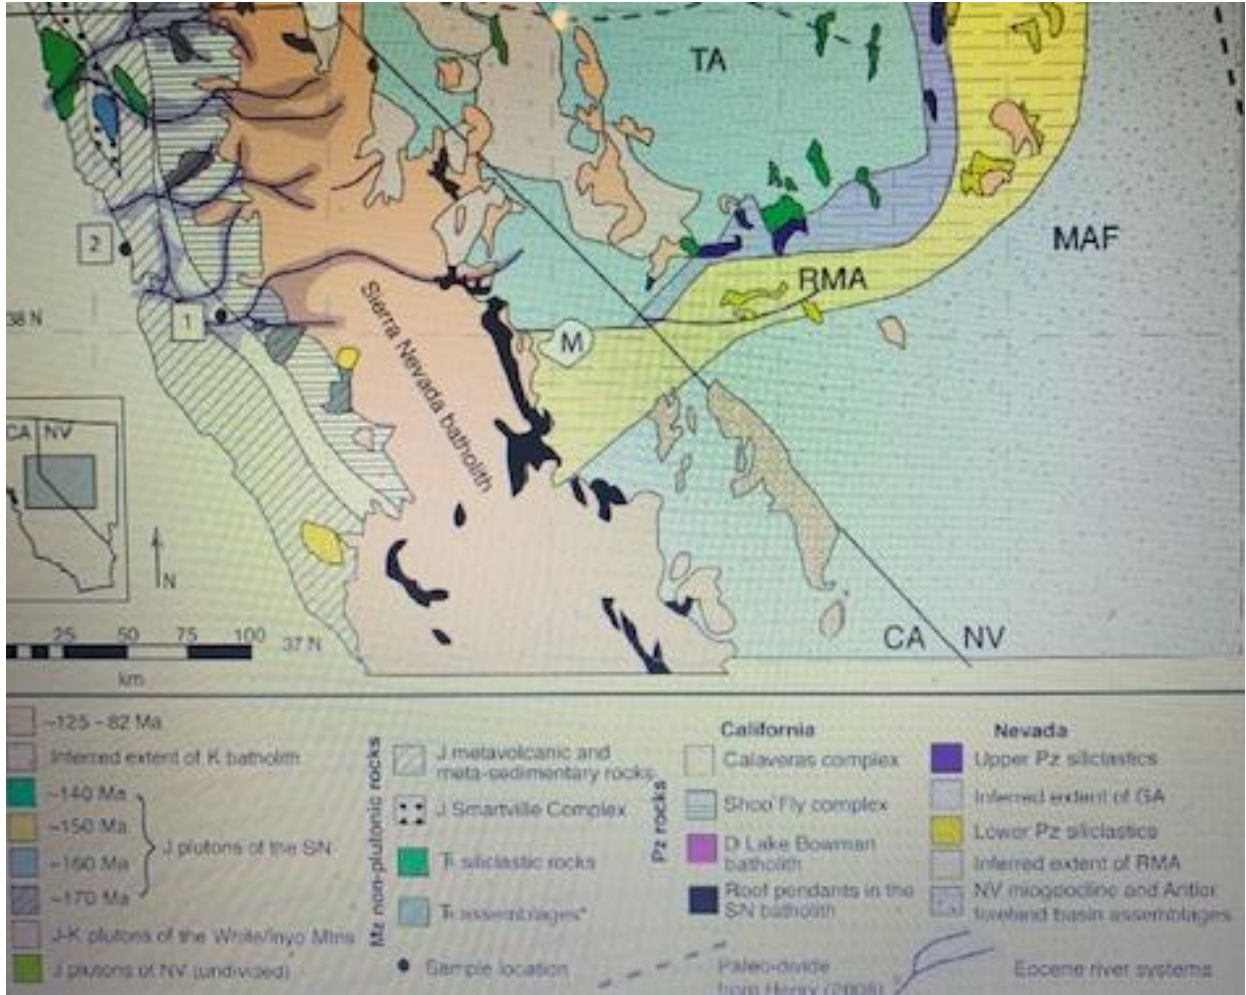 TA
MAF
2
RMA
38 N
1
M
Sierra Nevada batholith
CA NV
N
25 50 75 100
37 N
km
CA NV
~125 - 82 Ma
Inferred extent of K batholith
~140 Ma
~150 Ma
~160 Ma
~170 Ma
J plutons of the SN
J-K plutons of the White/Inyo Mtns
J plutons of NV (undivided)
Mz non-plutonic rocks
J metavolcanic and
meta-sedimentary rocks
J Smartville Complex
Tr siliclastic rocks
Tr assemblages*
Sample location
Pz rocks
California
Calaveras complex
Shoo Fly complex
D Lake Bowman
batholith
Roof pendants in the
SN batholith
Paleo-divide
from Henry (2008)
Nevada
Upper Pz siliclastics
Inferred extent of GA
Lower Pz siliclastics
Inferred extent of RMA
NV miogeocline and Antler
foreland basin assemblages
Eocene river systems